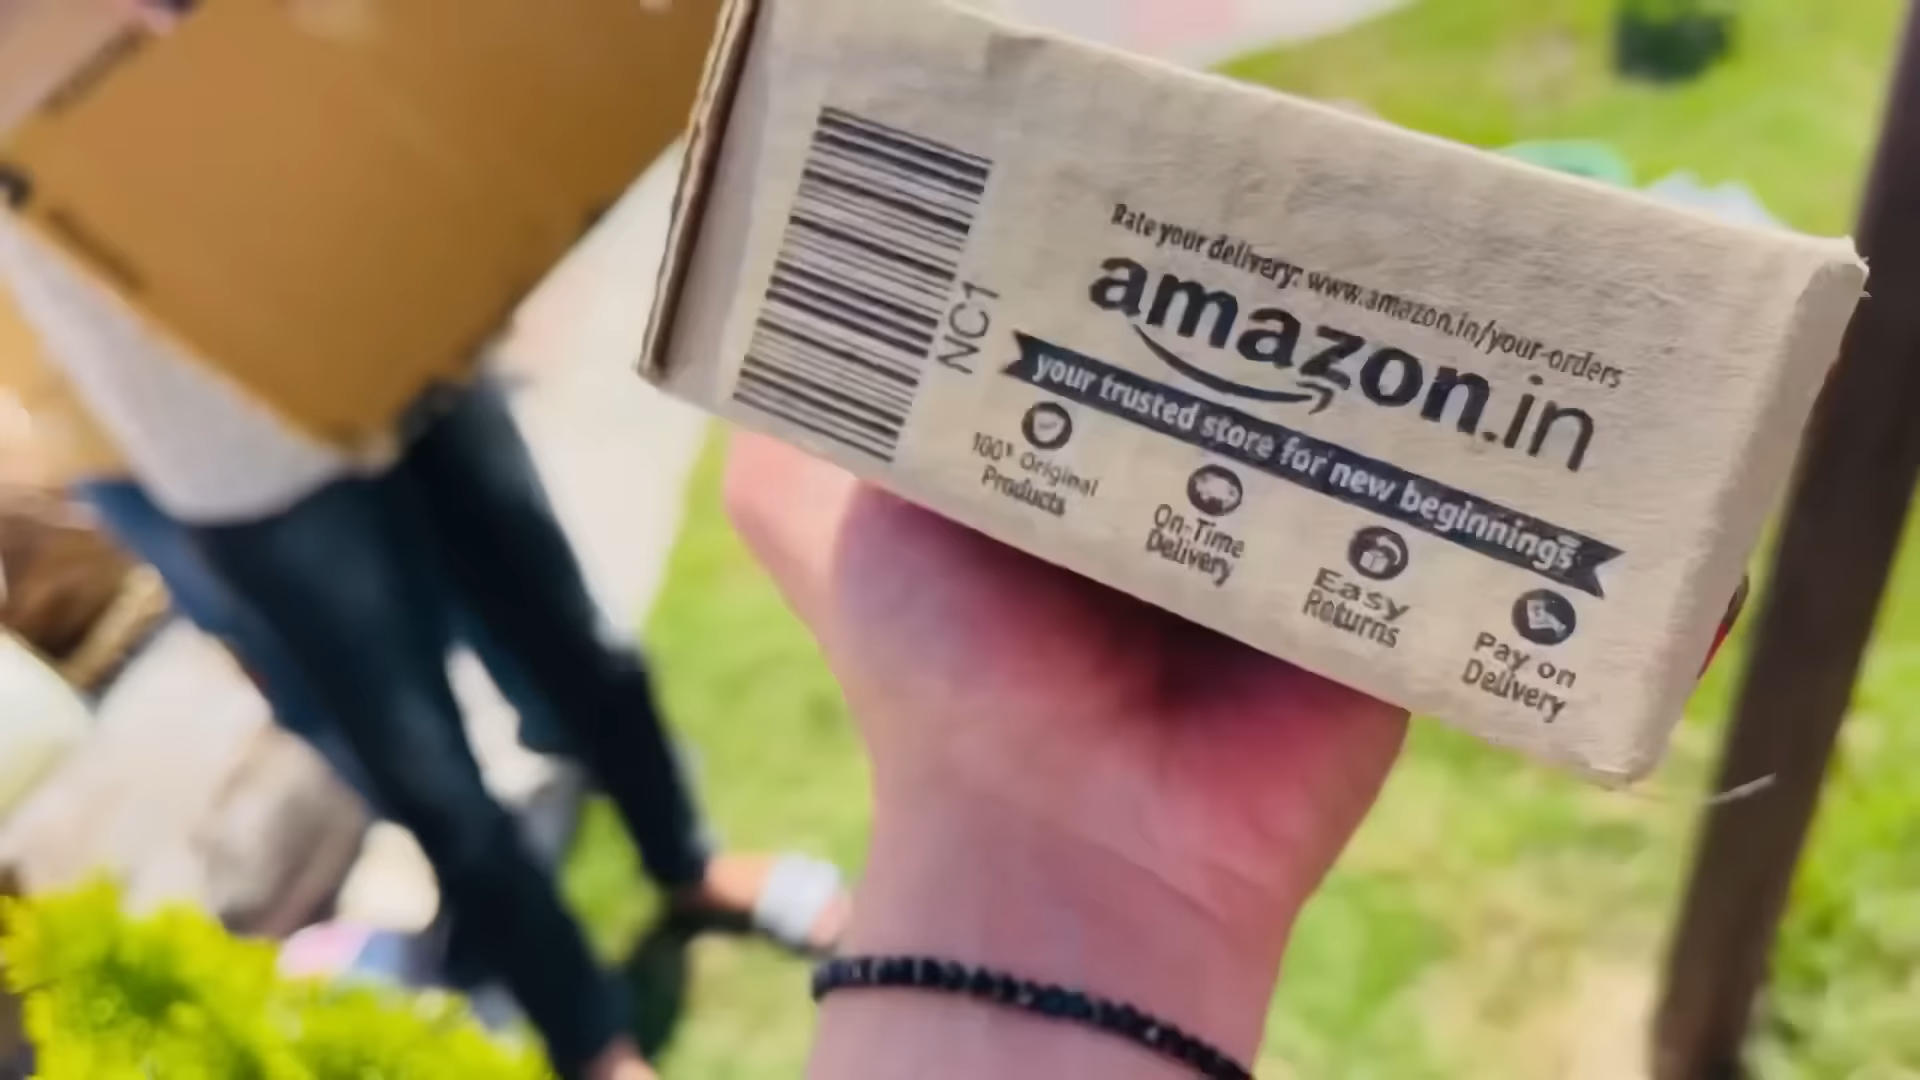 Rate your delivery: www.amazon.in/your-orders
amazon.in
your trusted store for new beginnings
100% Original
Products
On-Time
Delivery
Easy
Returns
Pay on
Delivery
NC1